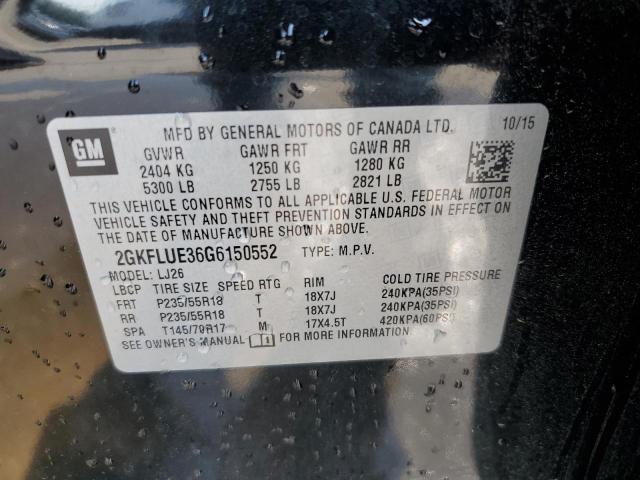 GM
MFD BY GENERAL MOTORS OF CANADA LTD. 10/15
GVWR GAWR FRT GAWR RR
2404 KG 1250 KG 1280 KG
5300 LB 2755 LB 2821 LB
THIS VEHICLE CONFORMS TO ALL APPLICABLE U.S. FEDERAL MOTOR
VEHICLE SAFETY AND THEFT PREVENTION STANDARDS IN EFFECT ON
THE DATE OF MANUFACTURE SHOWN ABOVE.
2GKFLUE36G6150552 TYPE: M.P.V.
MODEL: LJ26
LBCP TIRE SIZE SPEED RTG RIM COLD TIRE PRESSURE
FRT P235/55R18 T 18X7J 240KPA(35PSI)
RR P235/55R18 T 18X7J 240KPA(35PSI)
SPA T145/70R17 M 17X4.5T 420KPA(60PSI)
SEE OWNER'S MANUAL FOR MORE INFORMATION.